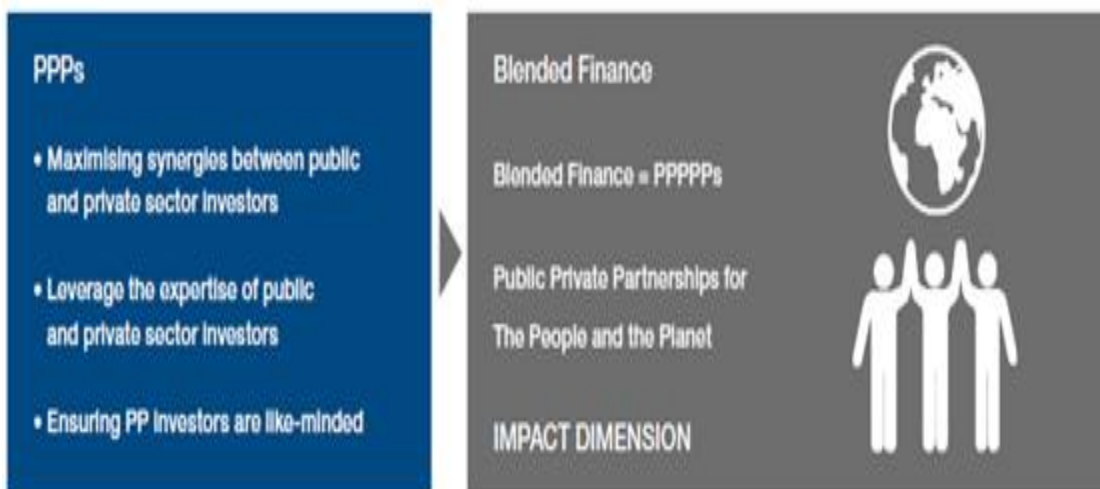 PPPs
• Maximising synergies between public
and private sector investors
• Leverage the expertise of public
and private sector investors
• Ensuring PP investors are like-minded
Blended Finance
Blended Finance = PPPPPs
Public Private Partnerships for
The People and the Planet
IMPACT DIMENSION